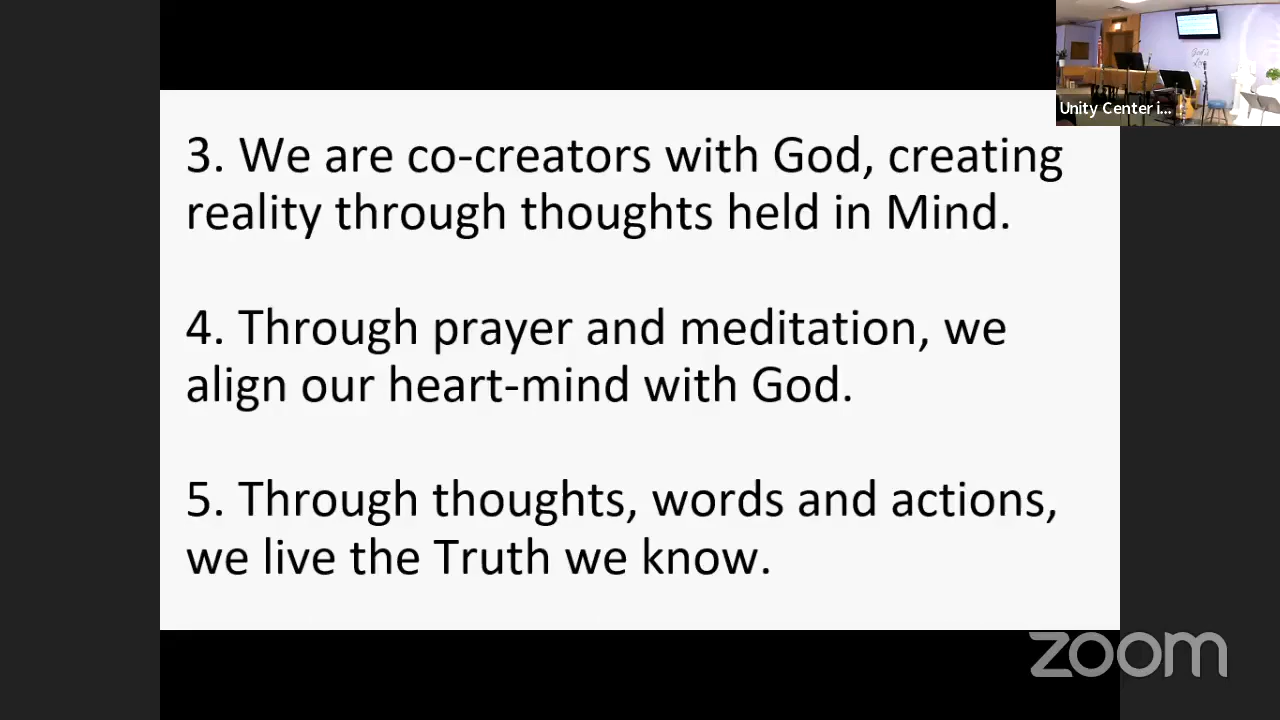 Unity Center i...
3. We are co-creators with God, creating
reality through thoughts held in Mind.
4. Through prayer and meditation, we
align our heart-mind with God.
5. Through thoughts, words and actions,
we live the Truth we know.
zoom